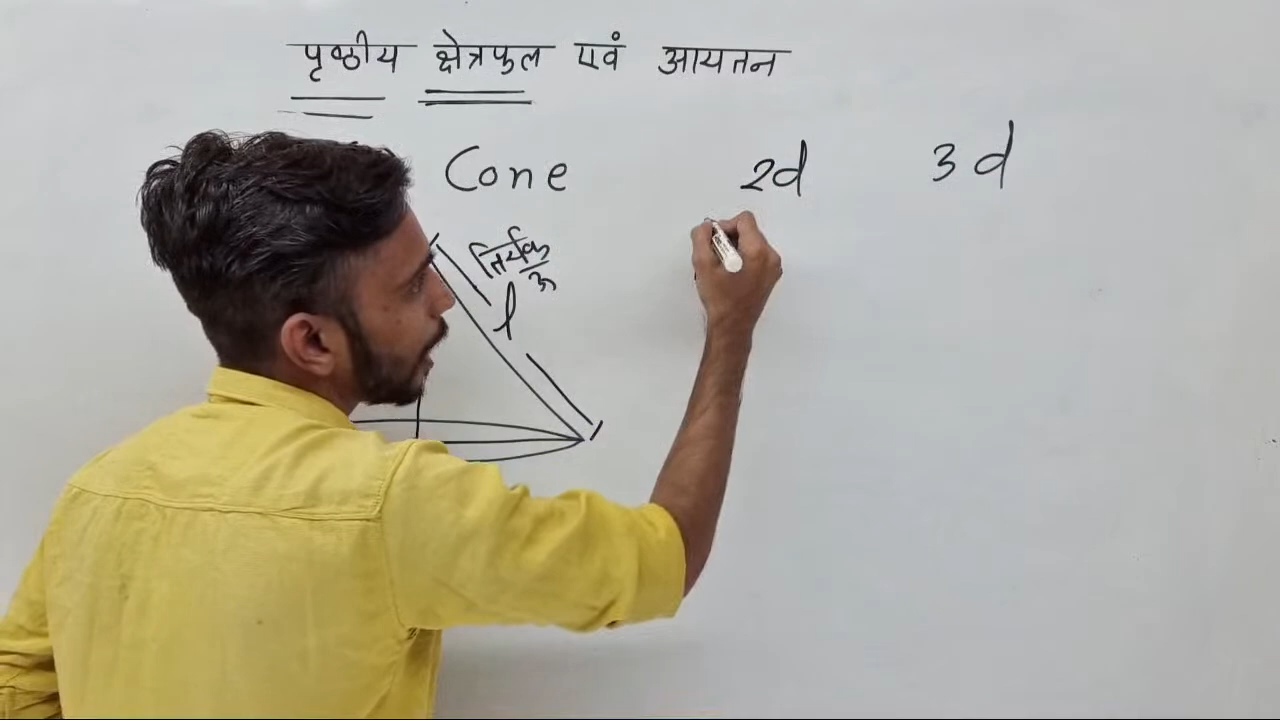 पृष्ठीय क्षेत्रफल एवं आयतन
Cone 2d 3d
तिर्यक
ऊ
l